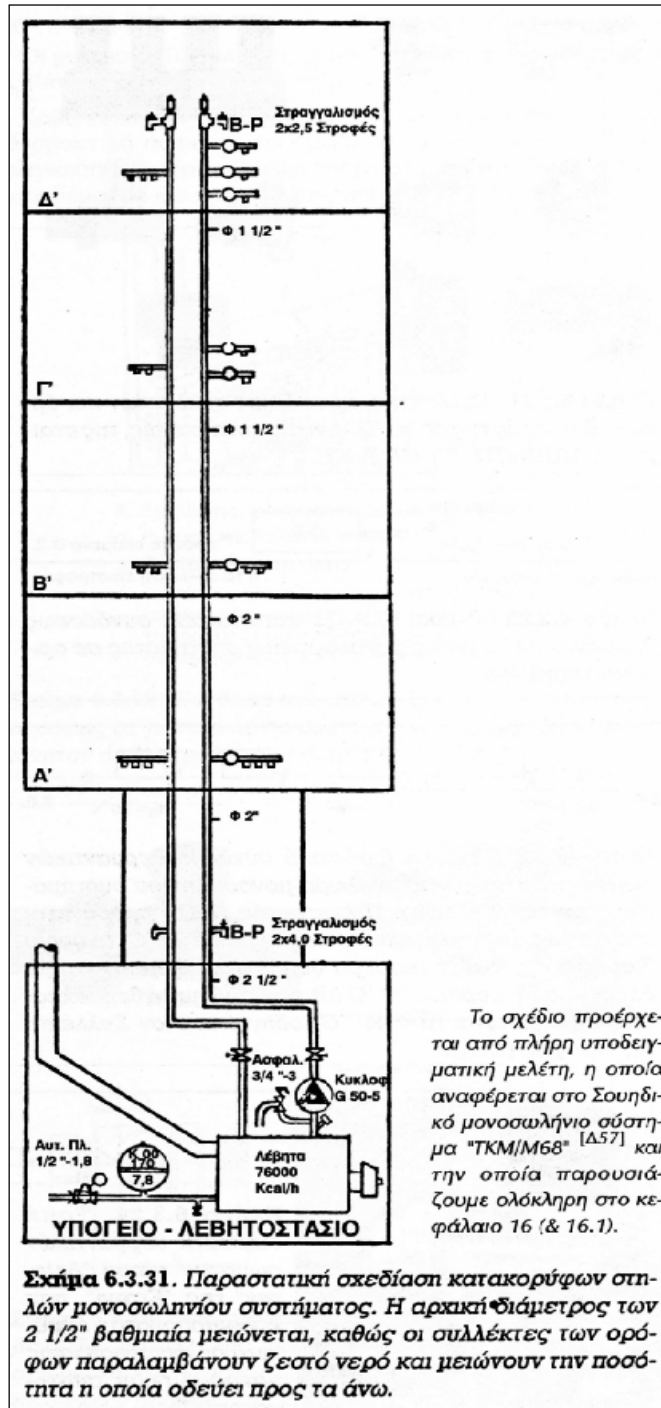 Στραγγαλισμός
2x2,5 Στροφές
Β-Ρ
Δ'
Φ 1 1/2"
Γ'
Φ 1 1/2"
Β'
Φ 2"
Α'
Φ 2"
Β-Ρ
Στραγγαλισμός
2x4,0 Στροφές
Φ 2 1/2"
Ασφαλ.
3/4 "-3
Κυκλοφ
G 50-5
Αυτ. Πλ.
1/2 "-1,8
170
7,8
Λέβητα
76000
Kcal/h
ΥΠΟΓΕΙΟ - ΛΕΒΗΤΟΣΤΑΣΙΟ
Το σχέδιο προέρχε-
ται από πλήρη υποδειγ-
ματική μελέτη, η οποία
αναφέρεται στο Σουηδι-
κό μονοσωλήνιο σύστη-
μα "TKM/M68" [Δ57] και
την οποία παρουσιά-
ζουμε ολόκληρη στο κε-
φάλαιο 16 (& 16.1).
Σχήμα 6.3.31. Παραστατική σχεδίαση κατακορύφων στη-
λών μονοσωληνίου συστήματος. Η αρχική διάμετρος των
2 1/2" βαθμιαία μειώνεται, καθώς οι συλλέκτες των ορό-
φων παραλαμβάνουν ζεστό νερό και μειώνουν την ποσό-
τητα η οποία οδεύει προς τα άνω.